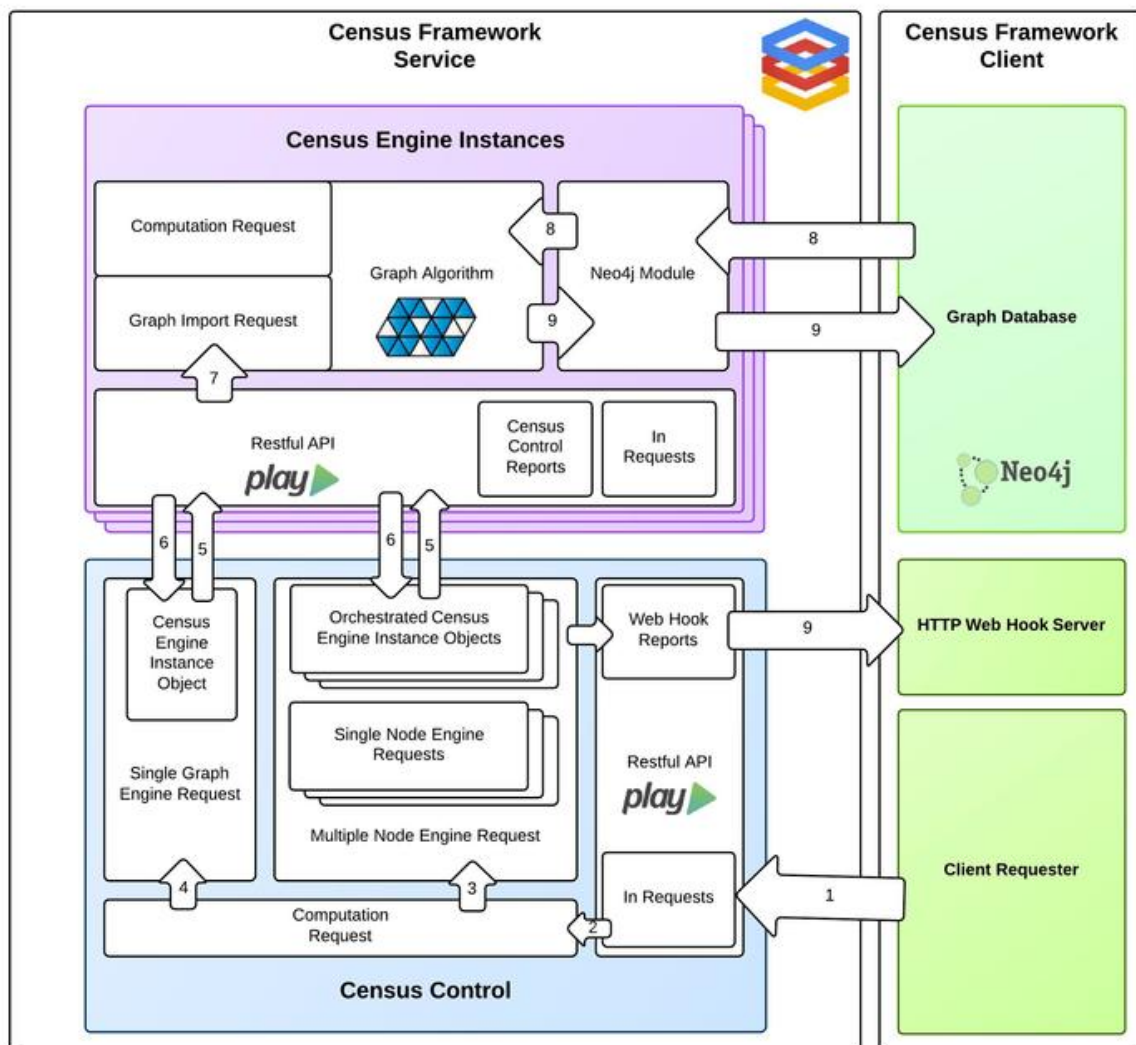 Census Framework
Service
Census Framework
Client
Census Engine Instances
Computation Request
Graph Import Request
Graph Algorithm
Neo4j Module
8
9
8
9
Graph Database
Neo4j
7
Restful API
play
Census
Control
Reports
In
Requests
6
5
6
5
Census
Engine
Instance
Object
Single Graph
Engine Request
Orchestrated Census
Engine Instance Objects
Single Node Engine
Requests
Multiple Node Engine Request
Web Hook
Reports
9
HTTP Web Hook Server
Restful API
play
In Requests
1
Client Requester
4
3
2
Computation
Request
Census Control